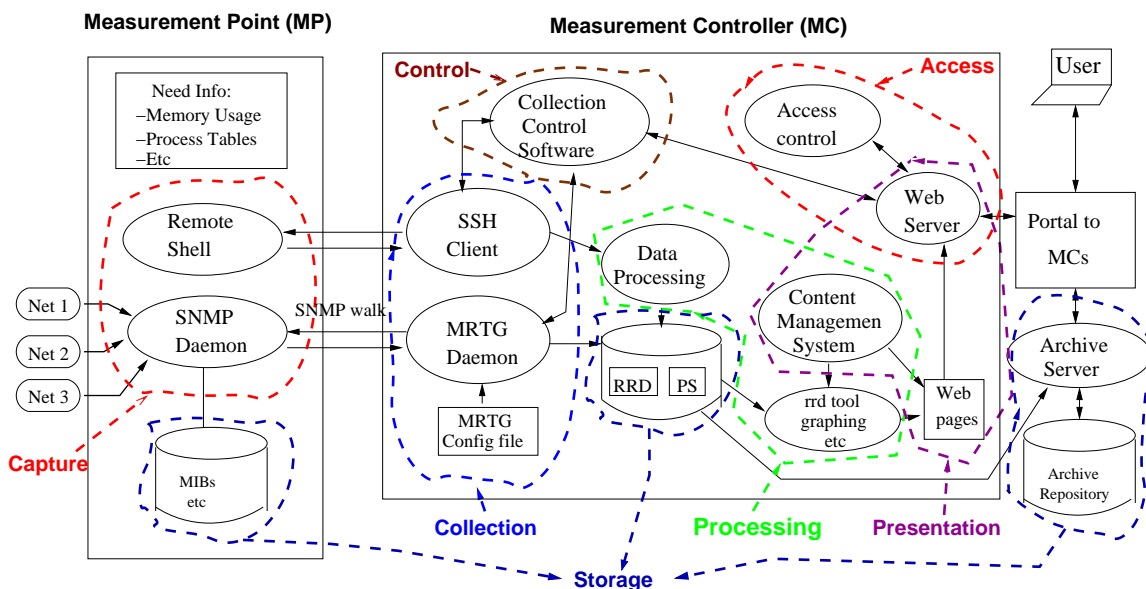 Measurement Point (MP)
Measurement Controller (MC)
Need Info:
–Memory Usage
–Process Tables
–Etc
Control
Access
User
Collection
Control
Software
Access
control
Remote
Shell
SSH
Client
Data
Processing
Web
Server
Portal to
MCs
Net 1
Net 2
Net 3
SNMP
Daemon
SNMP walk
MRTG
Daemon
Content
Managemen
System
Archive
Server
RRD
PS
rrd tool
graphing
etc
Web
pages
MRTG
Config file
Capture
MIBs
etc
Archive
Repository
Collection
Processing
Presentation
Storage